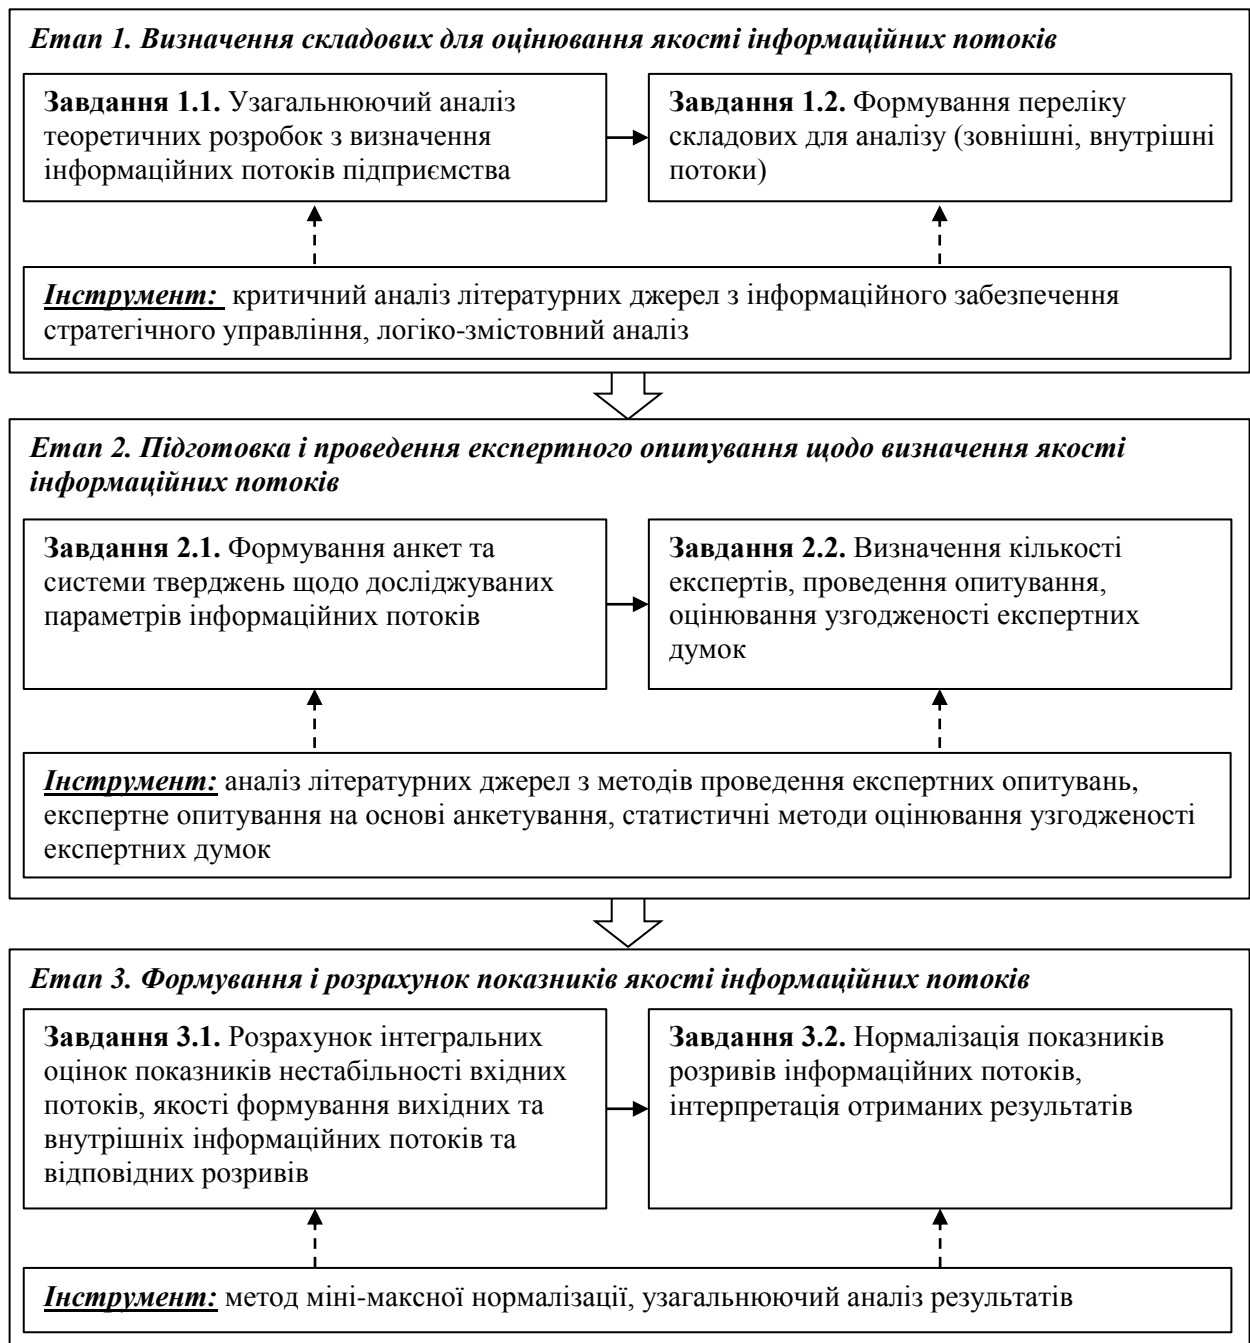 Етап 1. Визначення складових для оцінювання якості інформаційних потоків
Завдання 1.1. Узагальнюючий аналіз
теоретичних розробок з визначення
інформаційних потоків підприємства
Завдання 1.2. Формування переліку
складових для аналізу (зовнішні, внутрішні
потоки)
Інструмент: критичний аналіз літературних джерел з інформаційного забезпечення
стратегічного управління, логіко-змістовний аналіз
Етап 2. Підготовка і проведення експертного опитування щодо визначення якості
інформаційних потоків
Завдання 2.1. Формування анкет та
системи тверджень щодо досліджуваних
параметрів інформаційних потоків
Завдання 2.2. Визначення кількості
експертів, проведення опитування,
оцінювання узгодженості експертних
думок
Інструмент: аналіз літературних джерел з методів проведення експертних опитувань,
експертне опитування на основі анкетування, статистичні методи оцінювання узгодженості
експертних думок
Етап 3. Формування і розрахунок показників якості інформаційних потоків
Завдання 3.1. Розрахунок інтегральних
оцінок показників нестабільності вхідних
потоків, якості формування вихідних та
внутрішніх інформаційних потоків та
відповідних розривів
Завдання 3.2. Нормалізація показників
розривів інформаційних потоків,
інтерпретація отриманих результатів
Інструмент: метод міні-максної нормалізації, узагальнюючий аналіз результатів